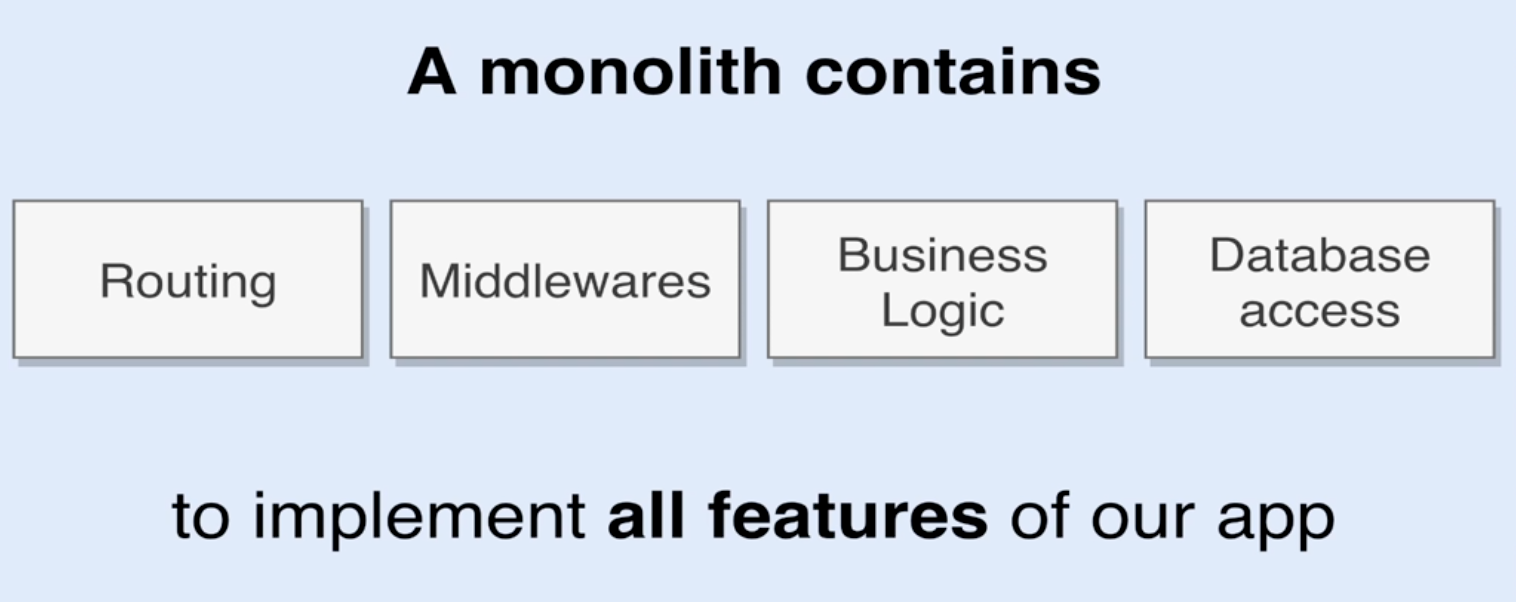 A monolith contains
Routing
Middlewares
Business
Logic
Database
access
to implement all features of our app